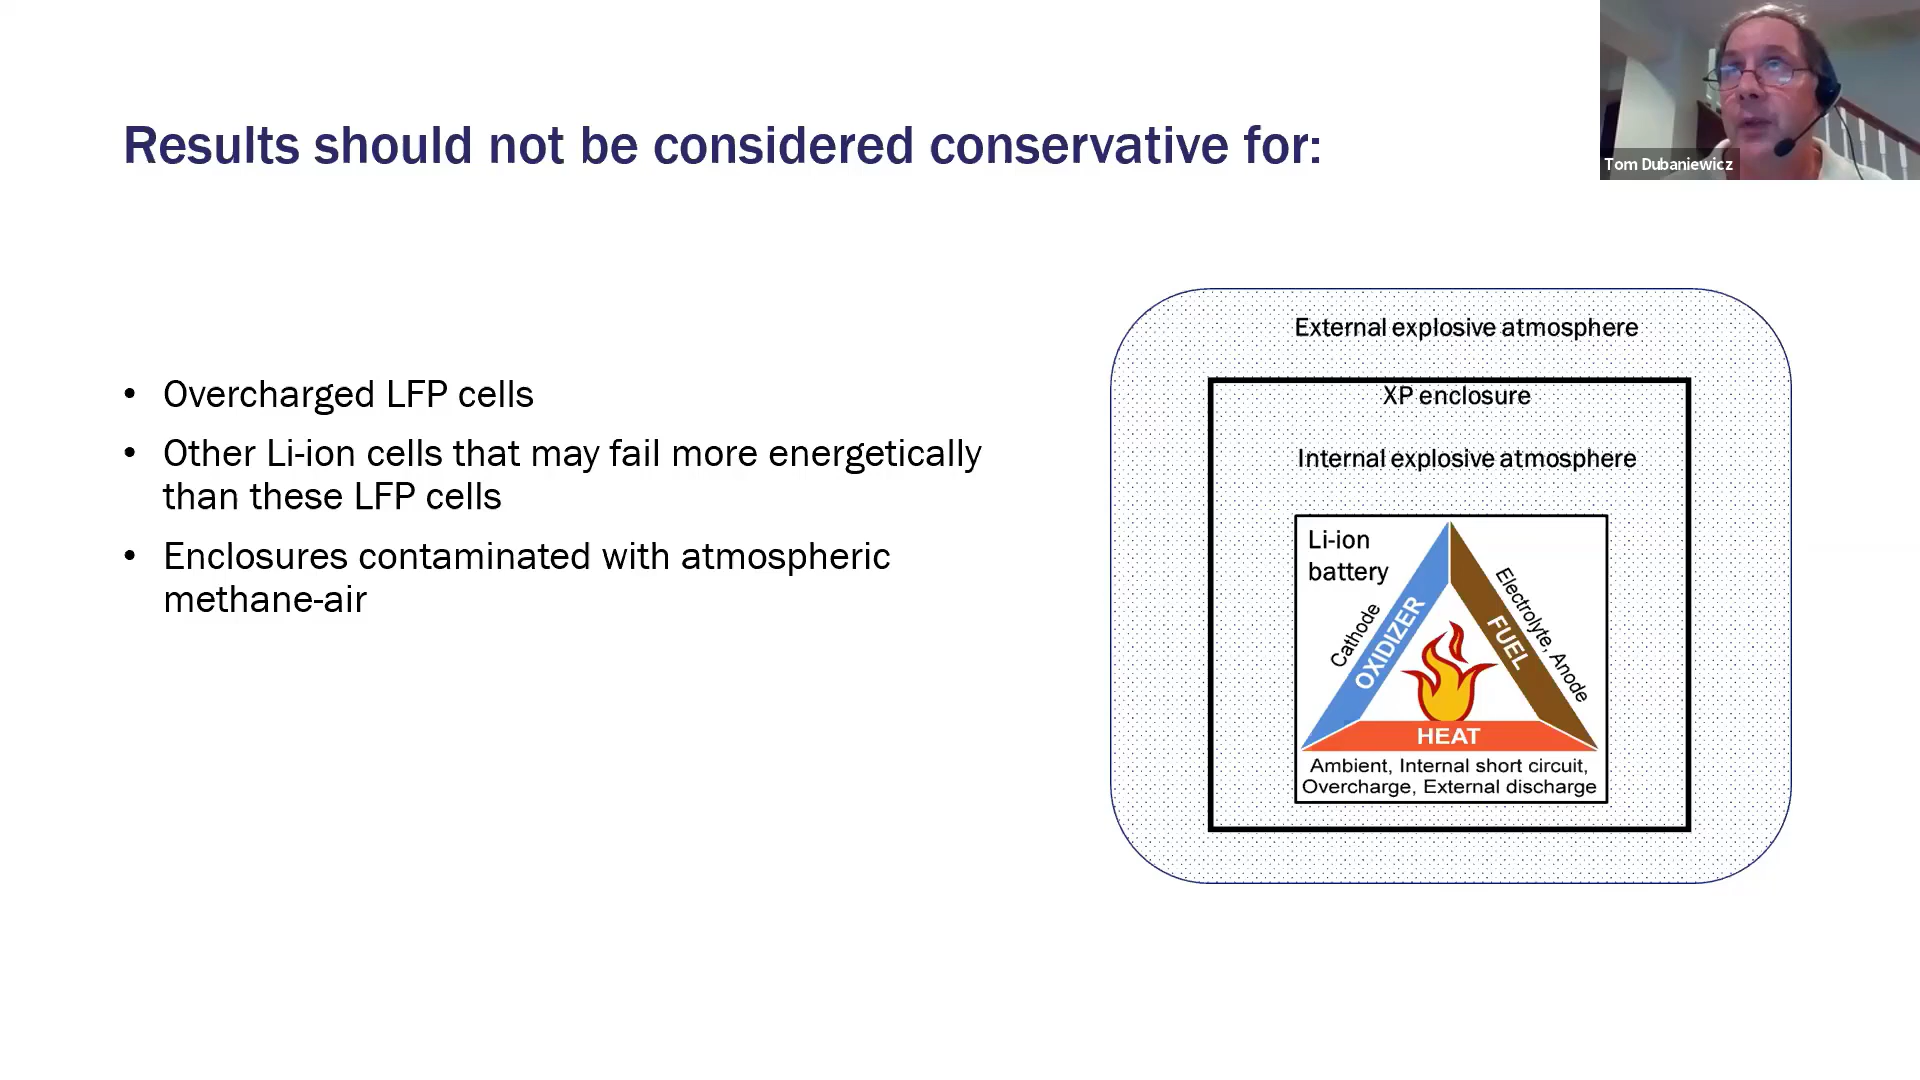 Results should not be considered conservative for:
Tom Dubaniewicz
• Overcharged LFP cells
• Other Li-ion cells that may fail more energetically
than these LFP cells
• Enclosures contaminated with atmospheric
methane-air
External explosive atmosphere
XP enclosure
Internal explosive atmosphere
Li-ion
battery
Cathode
OXIDIZER
FUEL
Electrolyte, Anode
HEAT
Ambient, Internal short circuit,
Overcharge, External discharge